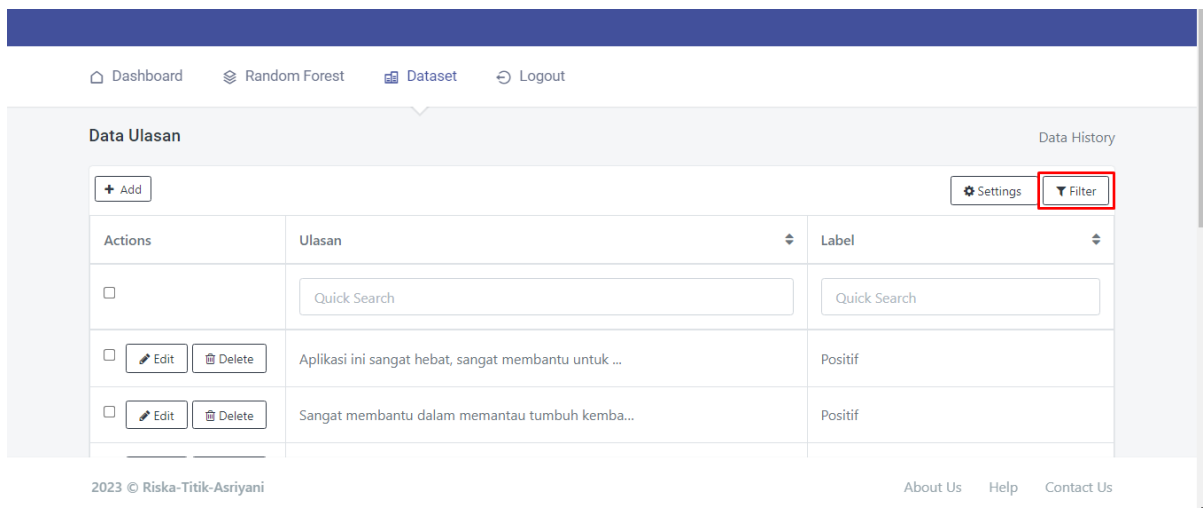 Dashboard Random Forest Dataset Logout
Data Ulasan Data History
Add Settings Filter
Actions Ulasan Label
Quick Search Quick Search
Edit Delete Aplikasi ini sangat hebat, sangat membantu untuk ... Positif
Edit Delete Sangat membantu dalam memantau tumbuh kemba... Positif
2023 © Riska-Titik-Asriyani About Us Help Contact Us